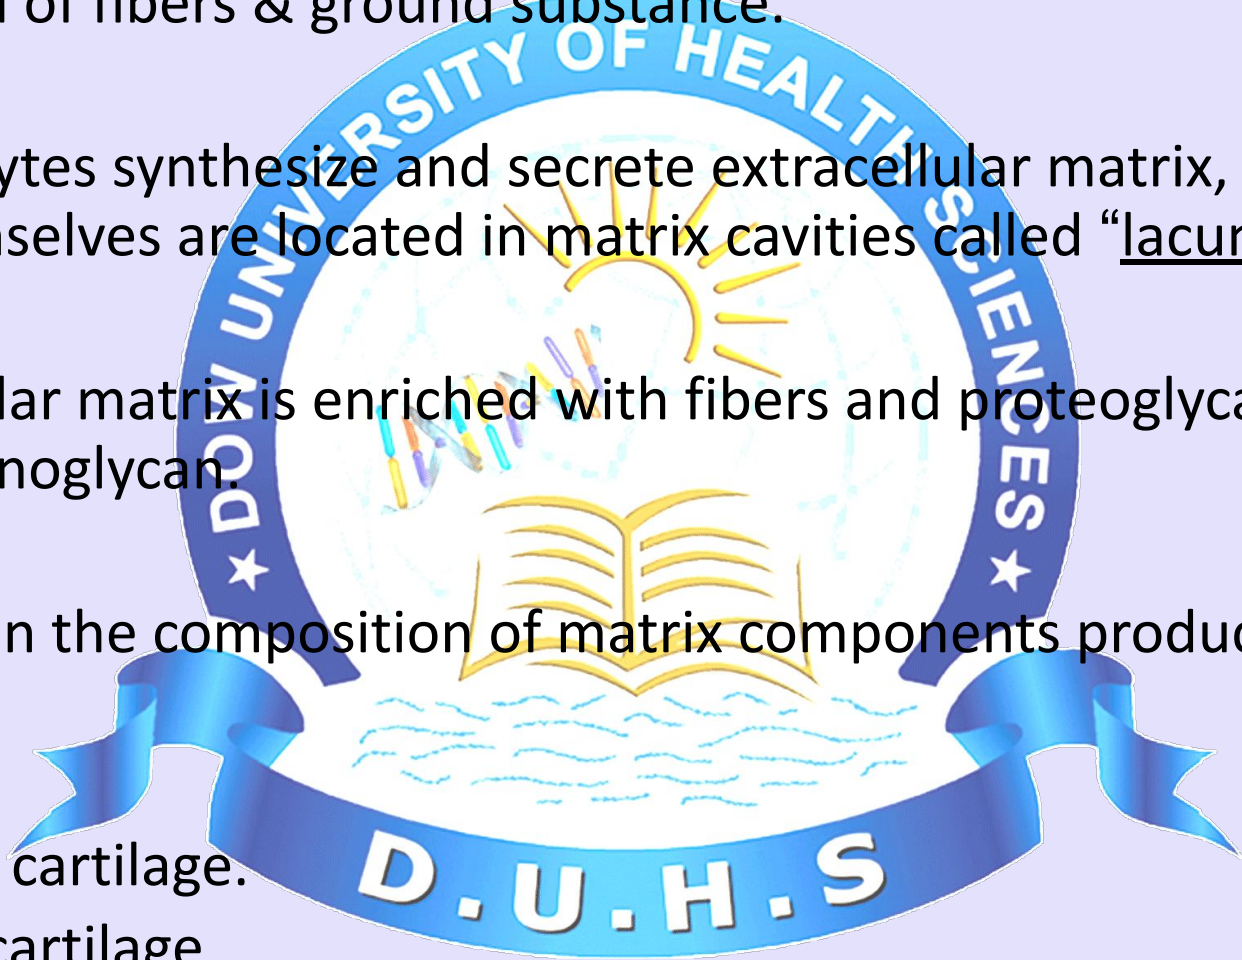 of fibers & ground substance.
ytes synthesize and secrete extracellular matrix,
selves are located in matrix cavities called “lacun
lar matrix is enriched with fibers and proteoglyca
noglycan.
n the composition of matrix components produc
cartilage.
cartilage
DOW UNIVERSITY OF HEALTH SCIENCES
D.U.H.S